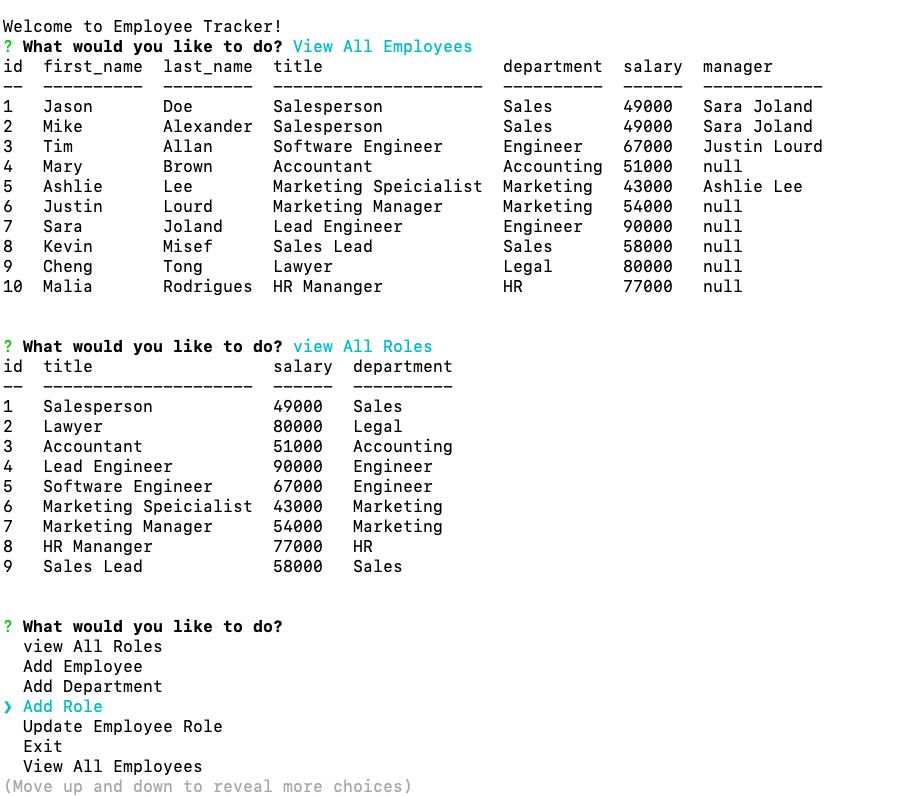 Welcome to Employee Tracker!
? What would you like to do? View All Employees
id  first_name  last_name  title                  department  salary  manager
--  ----------  ---------  ---------------------  ----------  ------  ------------
1   Jason       Doe        Salesperson            Sales       49000   Sara Joland
2   Mike        Alexander  Salesperson            Sales       49000   Sara Joland
3   Tim         Allan      Software Engineer      Engineer    67000   Justin Lourd
4   Mary        Brown      Accountant             Accounting  51000   null
5   Ashlie      Lee        Marketing Speicialist  Marketing   43000   Ashlie Lee
6   Justin      Lourd      Marketing Manager      Marketing   54000   null
7   Sara        Joland     Lead Engineer          Engineer    90000   null
8   Kevin       Misef      Sales Lead             Sales       58000   null
9   Cheng       Tong       Lawyer                 Legal       80000   null
10  Malia       Rodrigues  HR Mananger            HR          77000   null
? What would you like to do? view All Roles
id  title                  salary  department
--  ---------------------  ------  ----------
1   Salesperson            49000   Sales
2   Lawyer                 80000   Legal
3   Accountant             51000   Accounting
4   Lead Engineer          90000   Engineer
5   Software Engineer      67000   Engineer
6   Marketing Speicialist  43000   Marketing
7   Marketing Manager      54000   Marketing
8   HR Mananger            77000   HR
9   Sales Lead             58000   Sales
? What would you like to do?
  view All Roles
  Add Employee
  Add Department
❯ Add Role
  Update Employee Role
  Exit
  View All Employees
(Move up and down to reveal more choices)